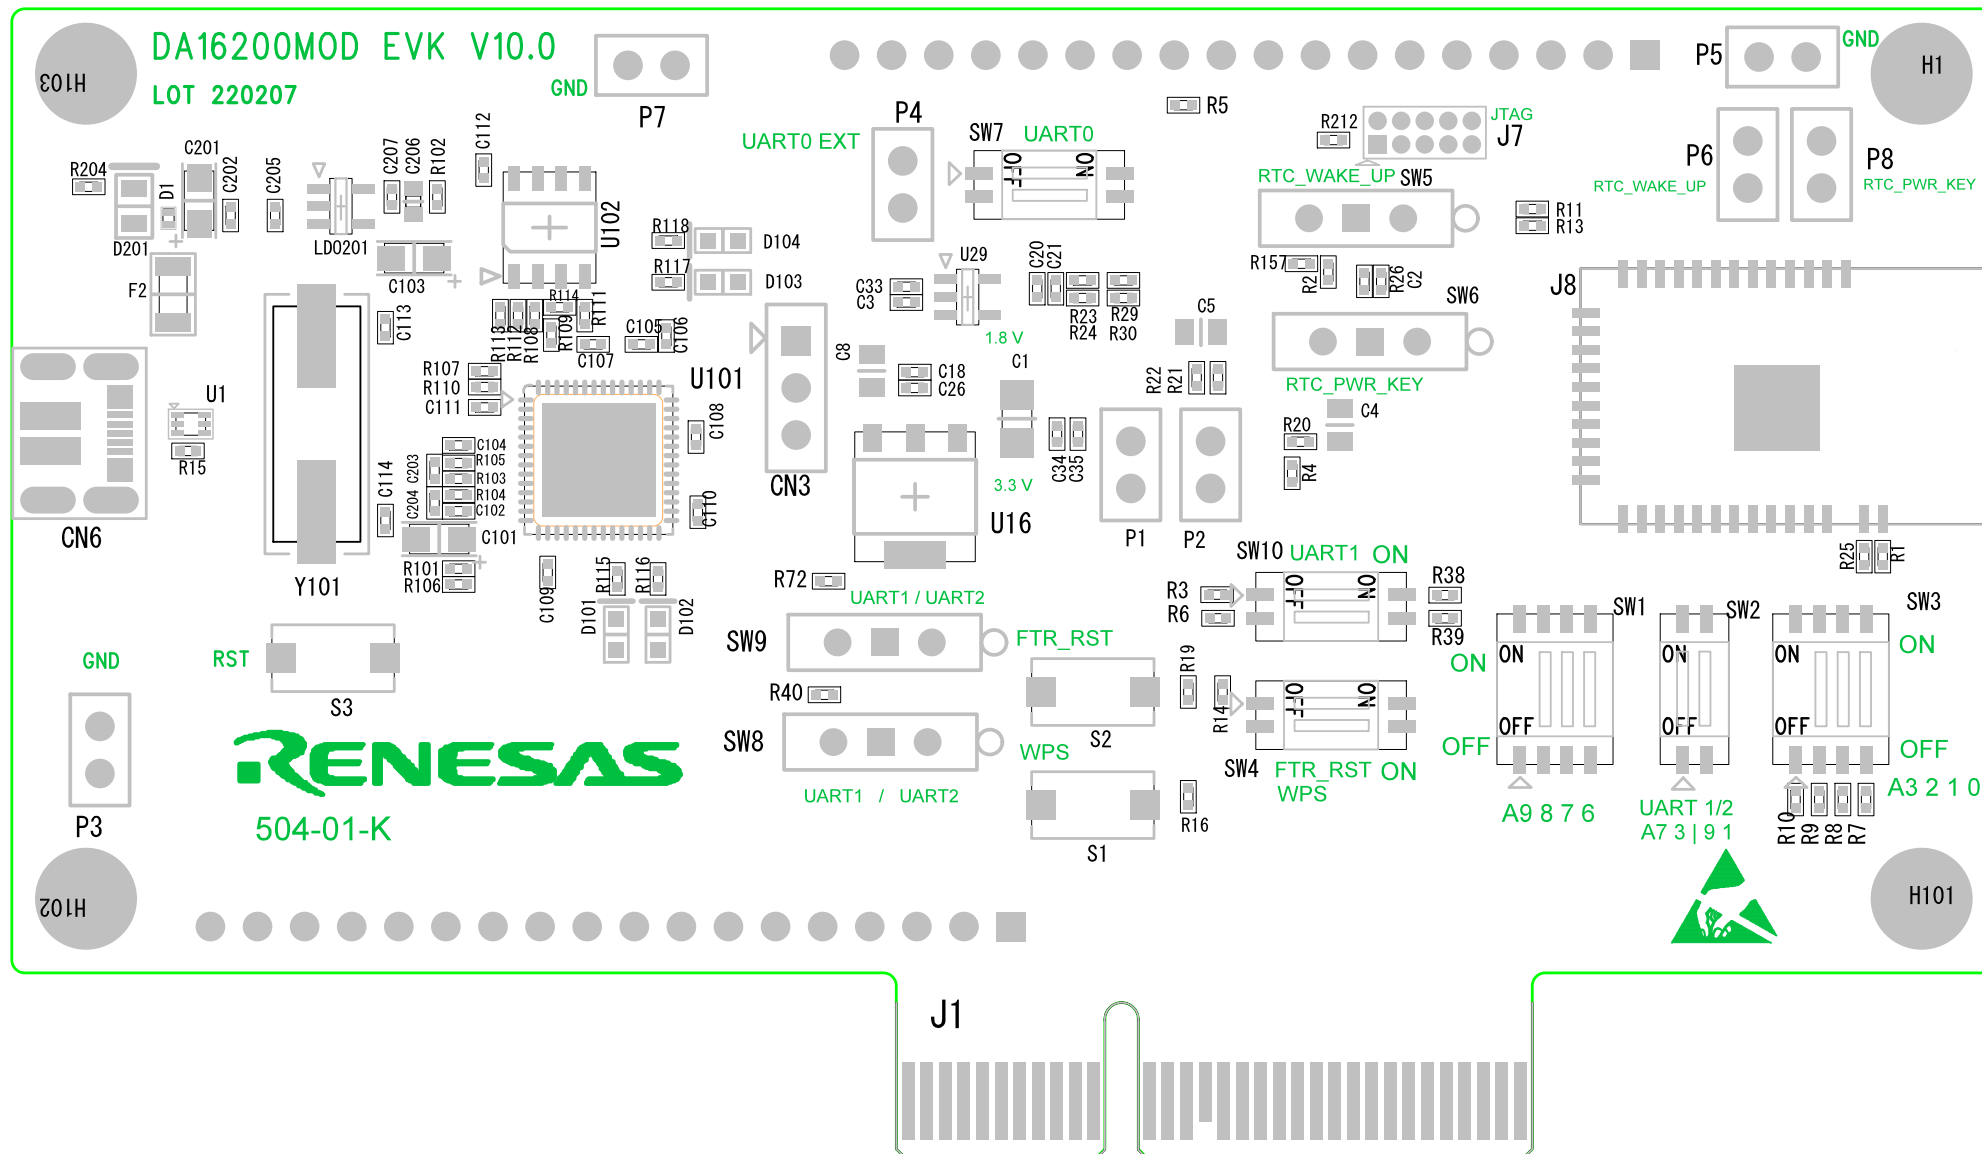 DA16200MOD EVK V10.0
LOT 220207
H103
GND
P7
P5
GND
H1
UART0 EXT
P4
SW7
UART0
OFF
ON
R5
R212
JTAG
J7
RTC_WAKE_UP
SW5
P6
RTC_WAKE_UP
P8
RTC_PWR_KEY
R204
C201
C202
D1
C205
D201
LDO201
C207
C206
R102
C112
U102
C103
F2
R118
D104
R117
D103
U29
C20
C21
C33
C3
R23
R24
R29
R30
1.8 V
R157
R2
R26
C2
R11
R13
SW6
RTC_PWR_KEY
J8
C113
R113
R112
R108
R114
R109
R111
C107
C105
C106
U101
C8
C18
C26
C1
C5
R22
R21
R107
R110
C111
U1
R15
CN6
C108
CN3
C104
R105
R103
R104
C102
C203
C204
C114
C101
R101
R106
Y101
C110
C109
R115
R116
D101
D102
U16
3.3 V
C34
C35
P1
P2
C4
R20
R4
R25
R1
R72
UART1 / UART2
SW9
SW10
UART1 ON
OFF
ON
R3
R6
R38
R39
SW1
ON
ON
OFF
OFF
A9 8 7 6
SW2
ON
OFF
UART 1/2
A7 3 | 9 1
SW3
ON
ON
OFF
OFF
A3 2 1 0
R10
R9
R8
R7
GND
P3
RST
S3
FTR_RST
S2
R19
R14
R40
SW8
UART1 / UART2
WPS
S1
R16
OFF
ON
SW4
FTR_RST ON
WPS
RENESAS
504-01-K
H102
H101
J1